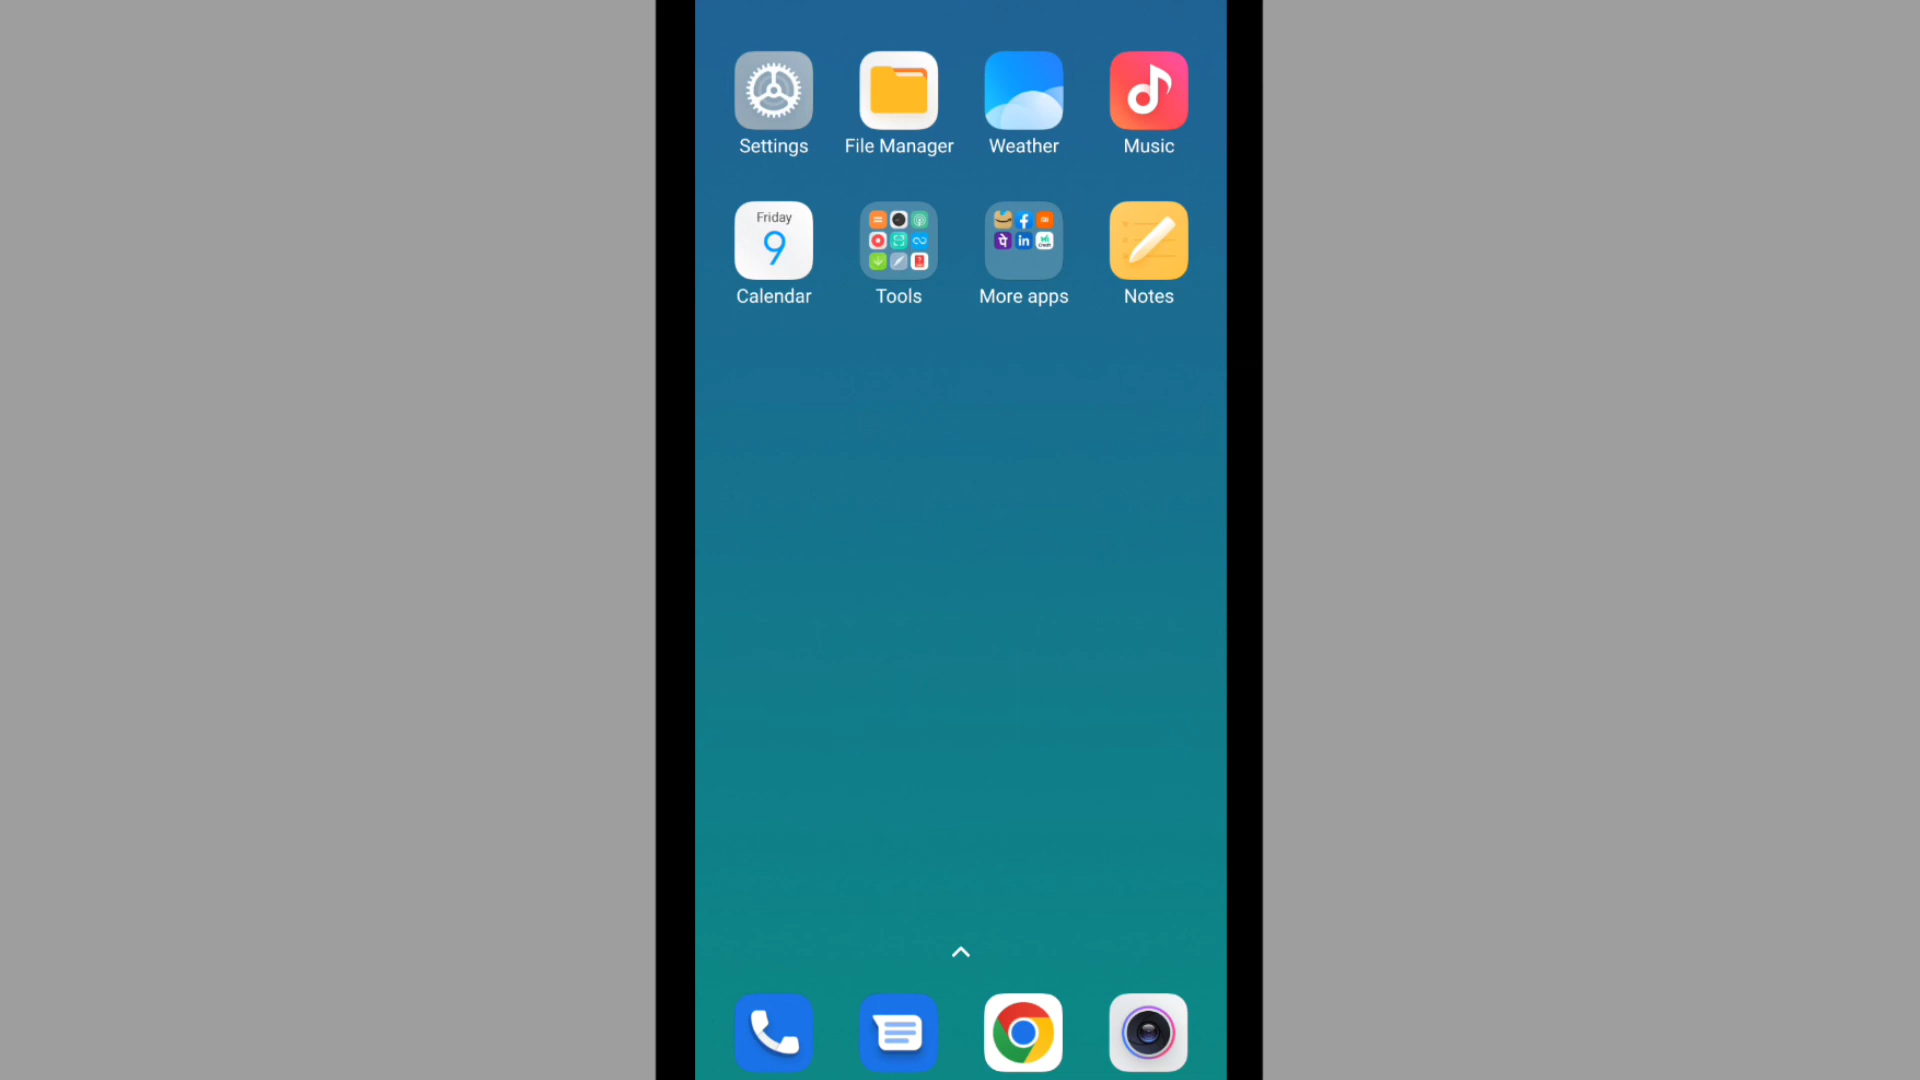 Settings
File Manager
Weather
Music
Friday
9
Calendar
Tools
More apps
Notes